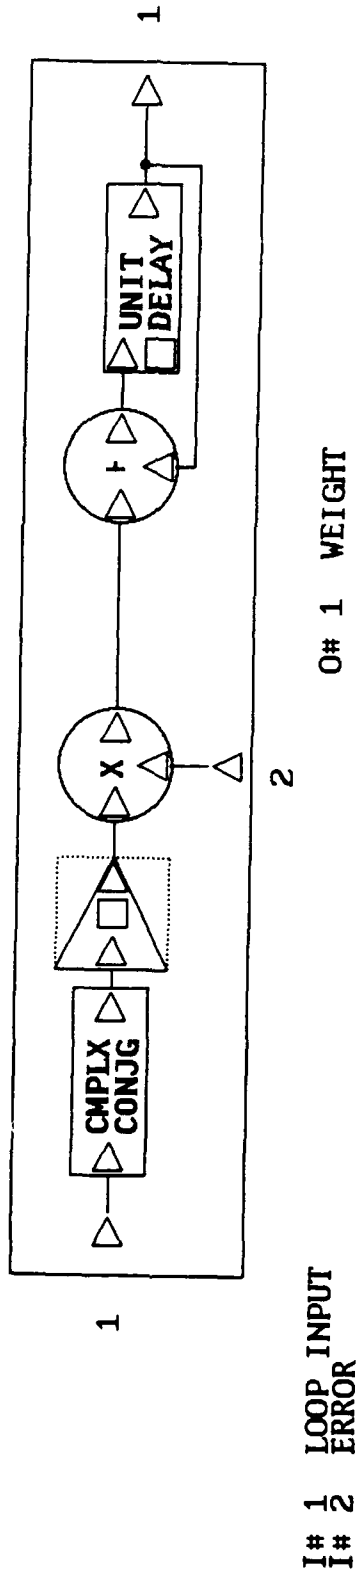 1
CMPLX
CONJG
X
2
+
UNIT
DELAY
1
I# 1 LOOP INPUT
I# 2 ERROR
O# 1 WEIGHT